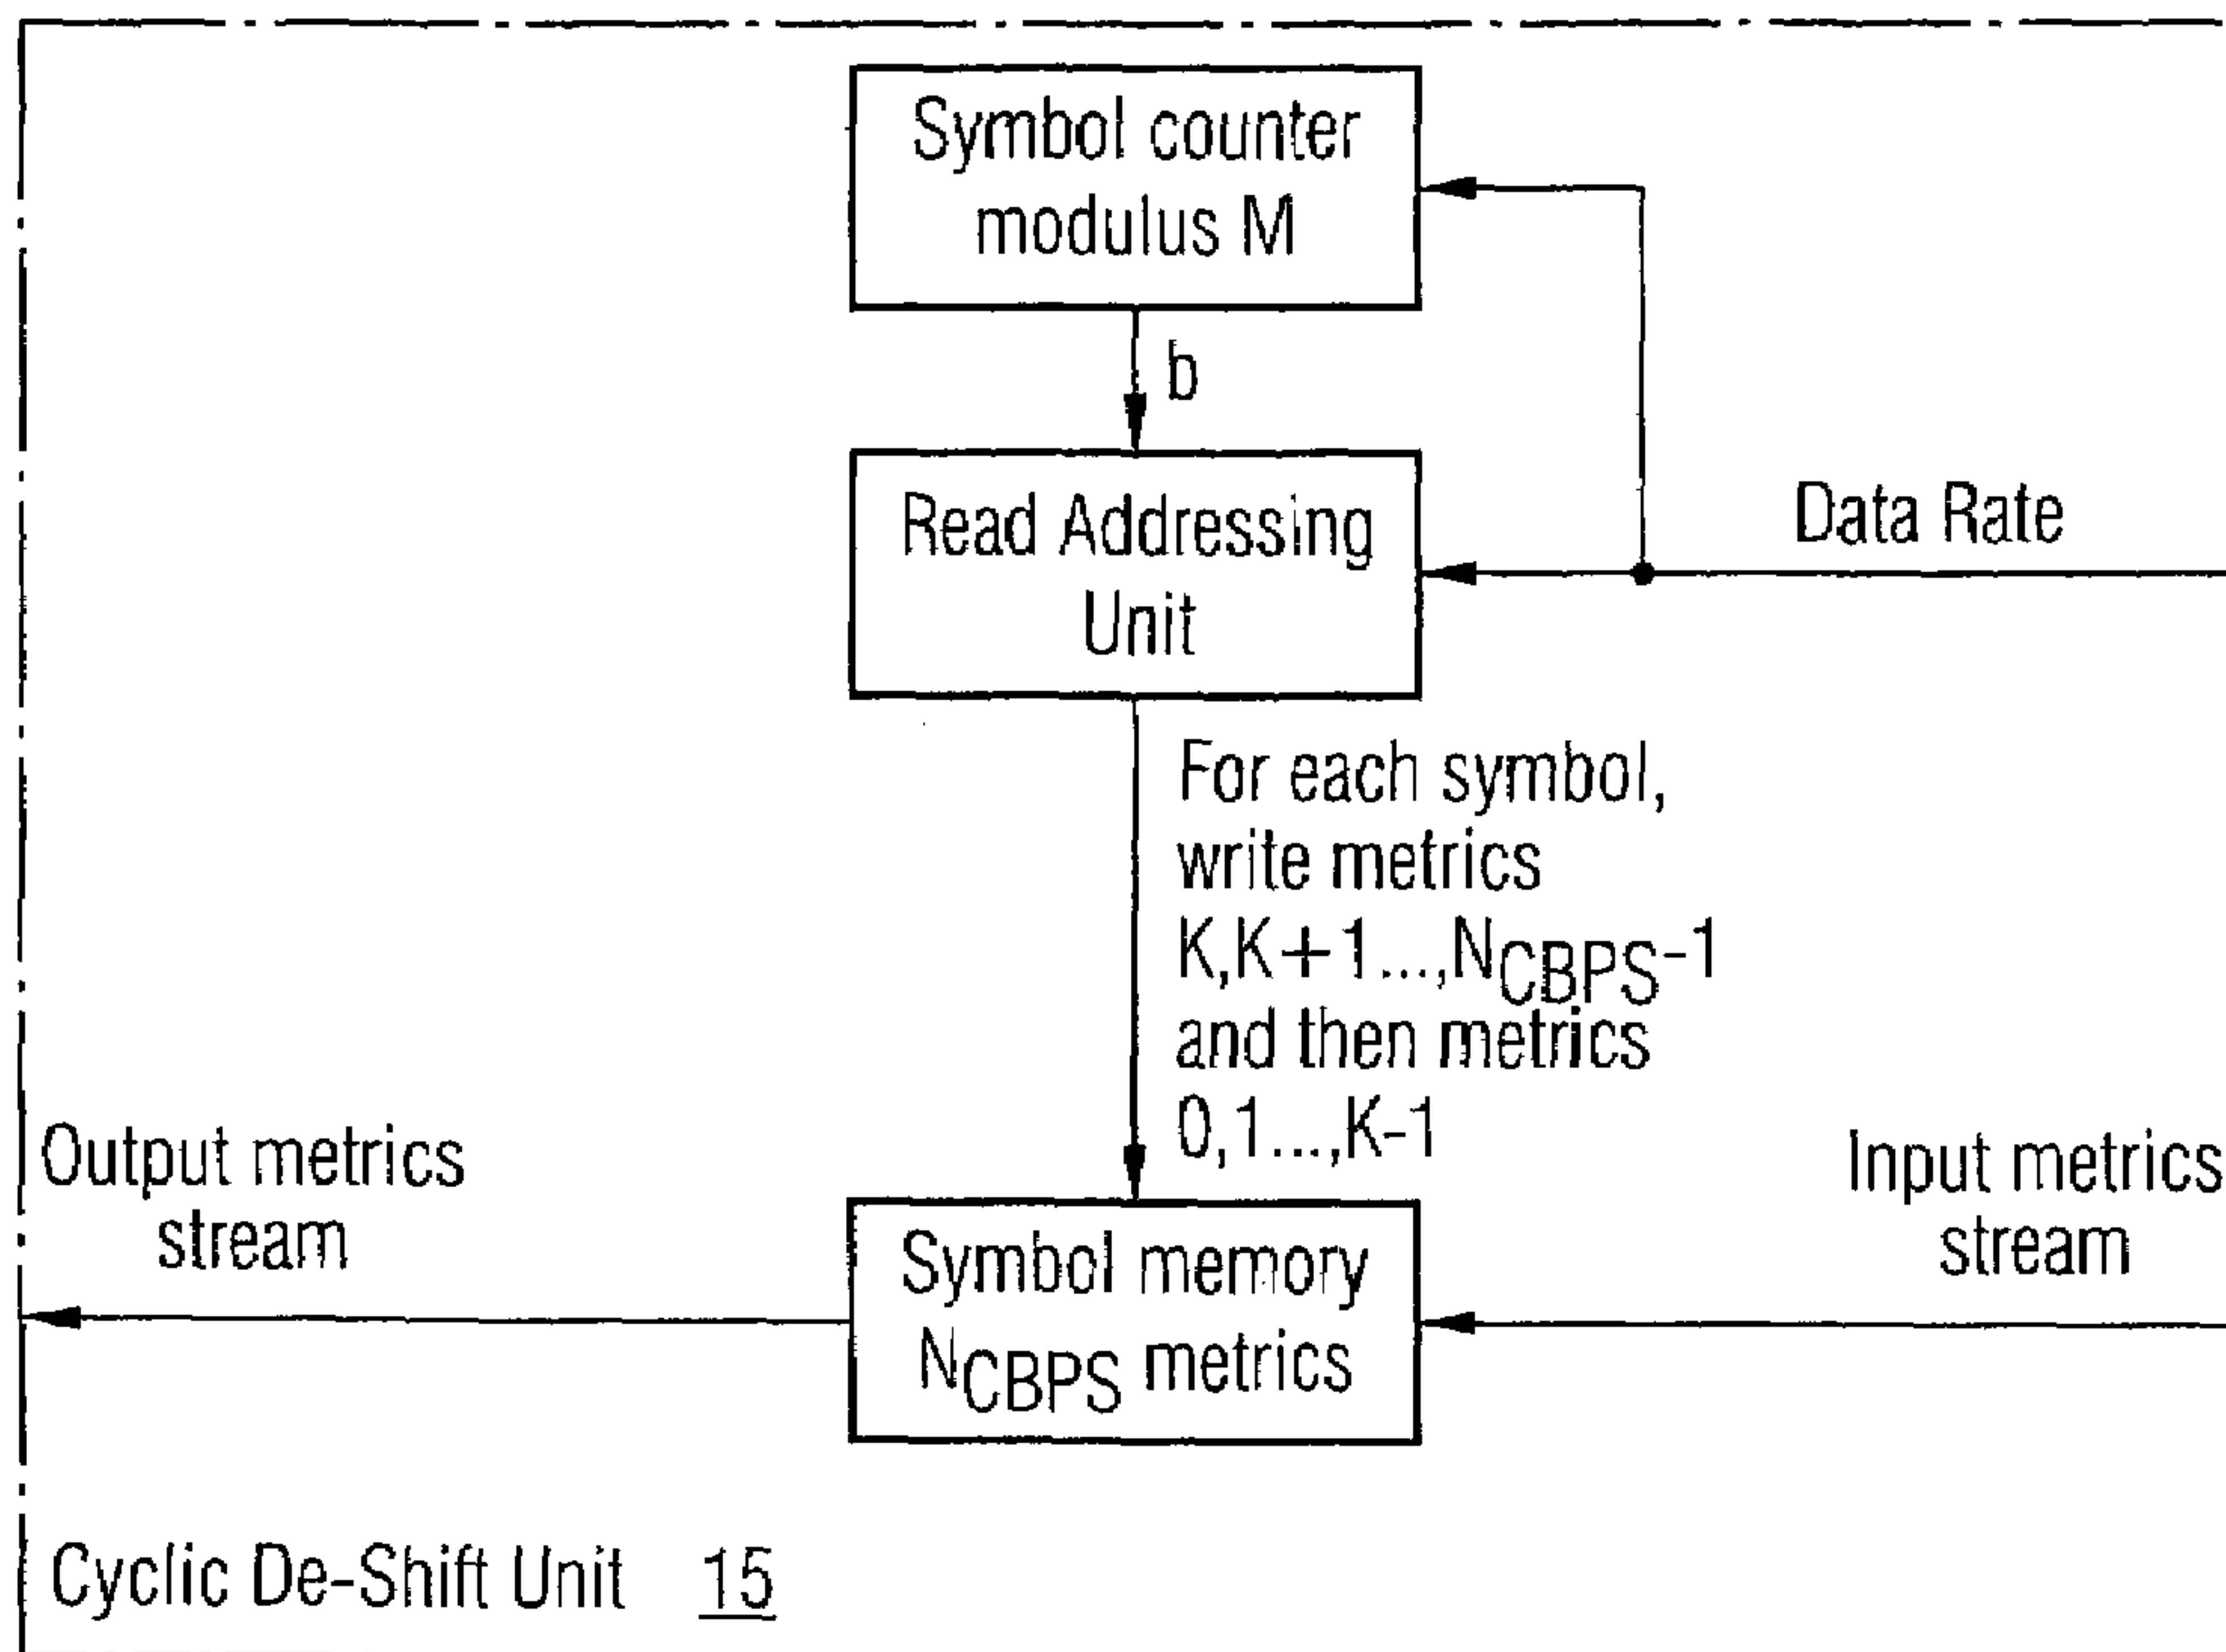 Symbol counter
modulus M
b
Read Addressing
Unit
Data Rate
For each symbol,
write metrics
K,K+1...,NCBPS-1
and then metrics
0,1...,K-1
Output metrics
stream
Input metrics
stream
Symbol memory
NCBPS metrics
Cyclic De-Shift Unit 15